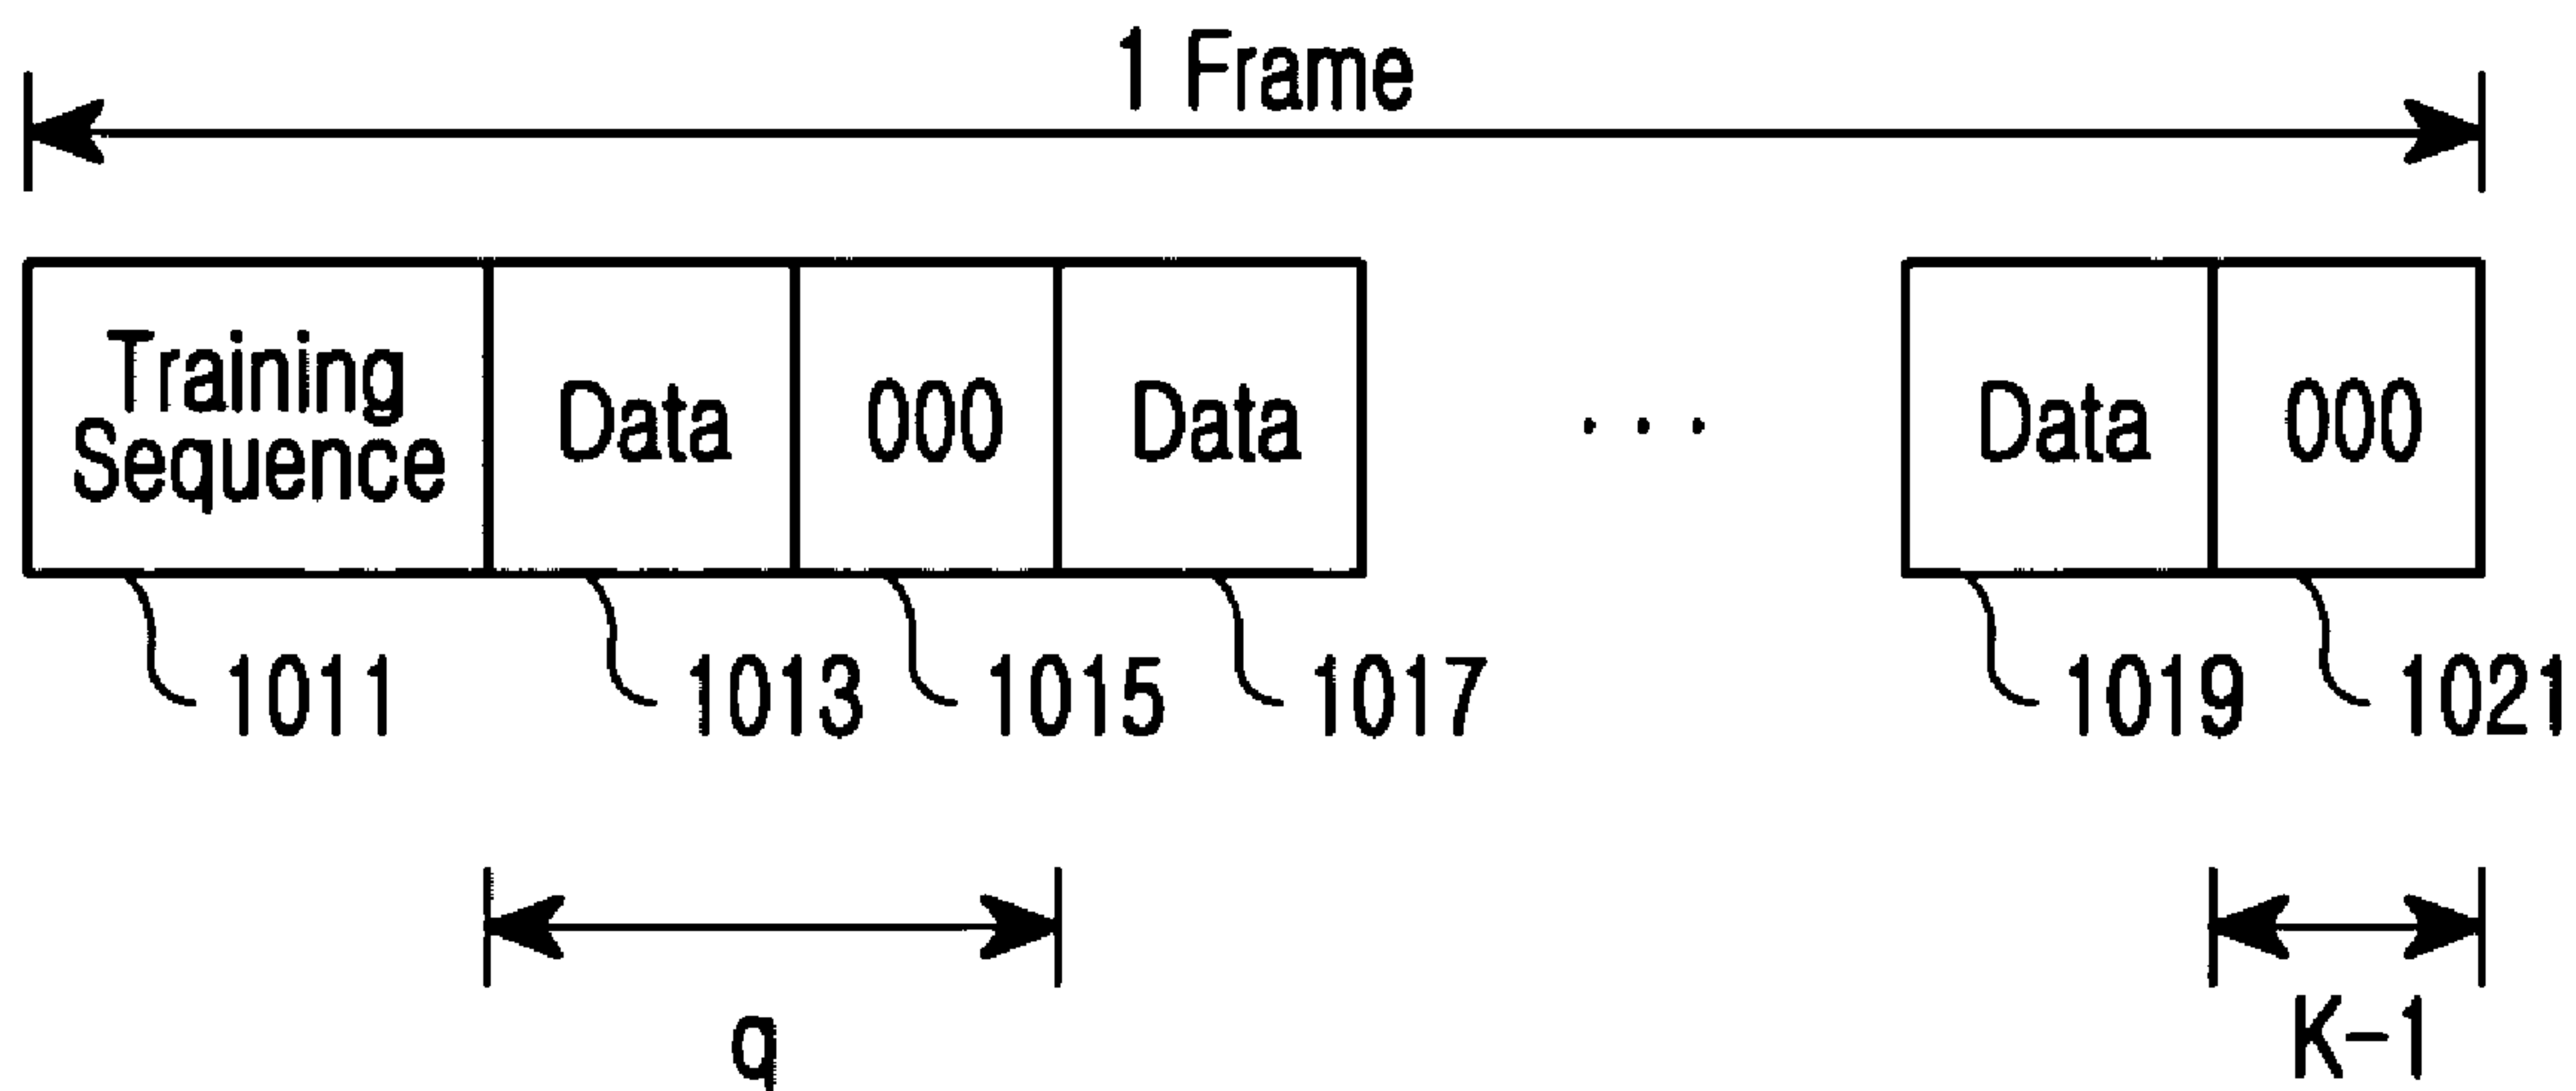 1 Frame
Training
Sequence
Data
000
Data
. . .
Data
000
1011
1013
1015
1017
1019
1021
q
K-1